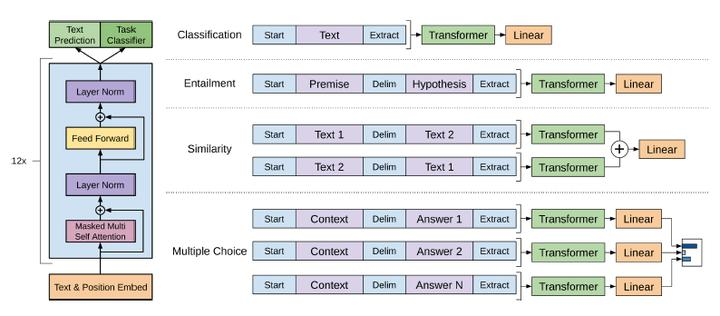 Text
Prediction
Task
Classifier
Layer Norm
Feed Forward
12x
Layer Norm
Masked Multi
Self Attention
Text & Position Embed
Classification
Start Text Extract Transformer Linear
Entailment
Start Premise Delim Hypothesis Extract Transformer Linear
Similarity
Start Text 1 Delim Text 2 Extract Transformer
Linear
Start Text 2 Delim Text 1 Extract Transformer
Multiple Choice
Start Context Delim Answer 1 Extract Transformer Linear
Start Context Delim Answer 2 Extract Transformer Linear
Start Context Delim Answer N Extract Transformer Linear